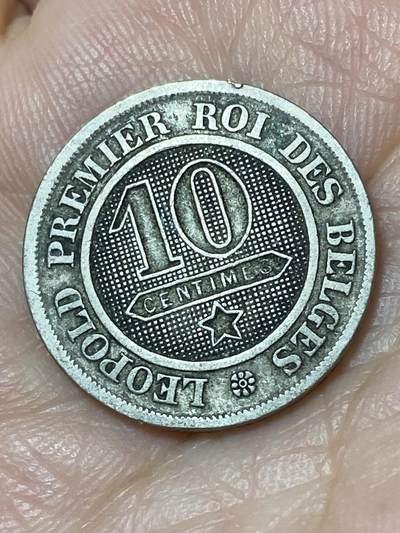 LEOPOLD PREMIER ROI DES BELGES
10
CENTIMES